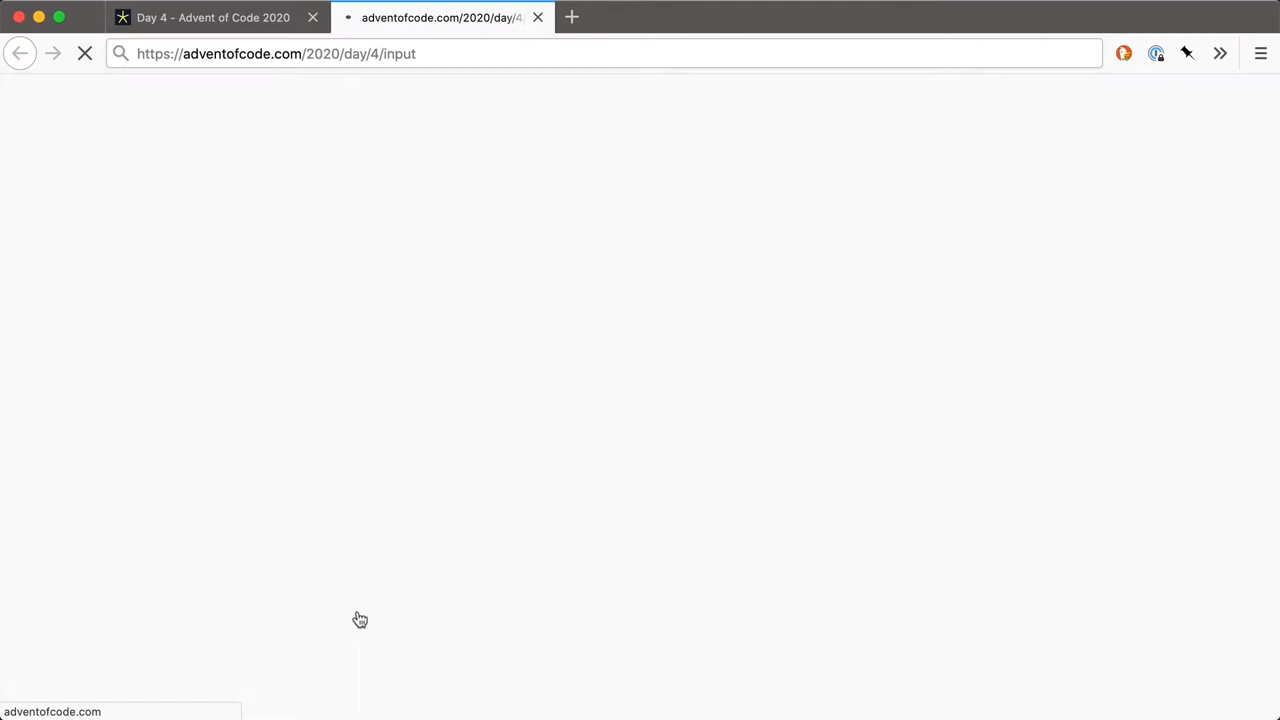 Day 4 - Advent of Code 2020
adventofcode.com/2020/day/4/
https://adventofcode.com/2020/day/4/input
adventofcode.com